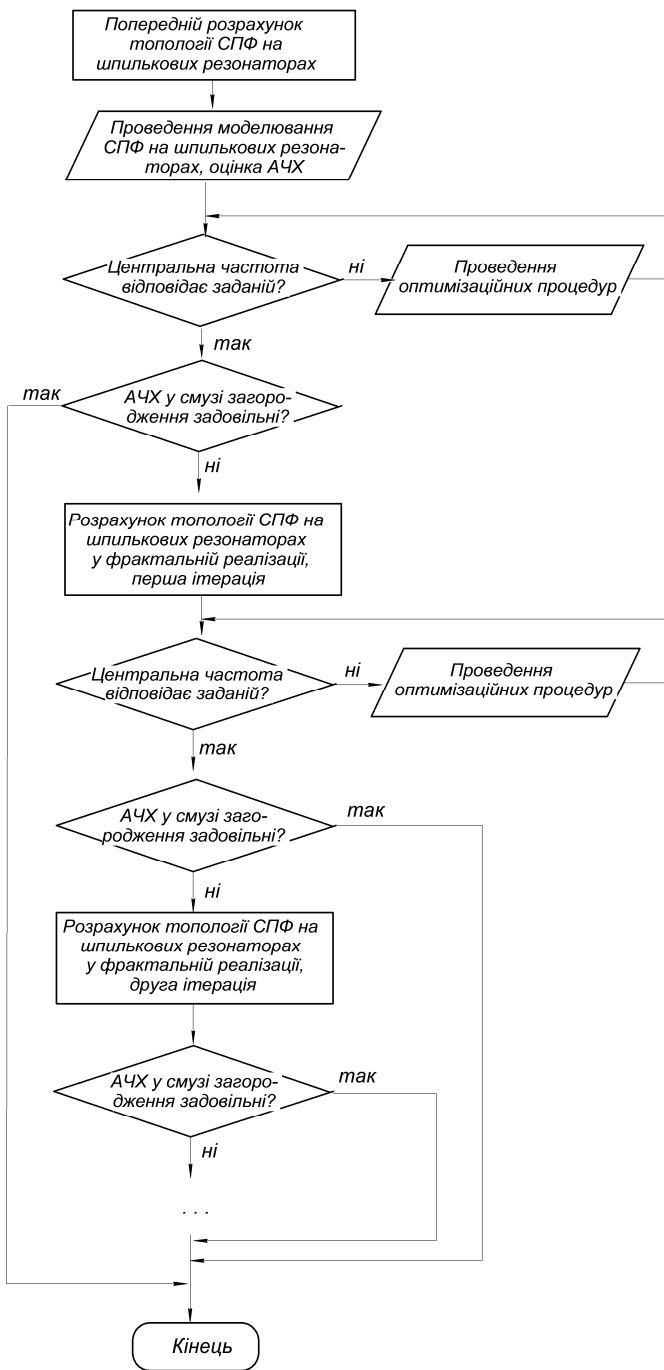 Попередній розрахунок
топології СПФ на
шпилькових резонаторах
Проведення моделювання
СПФ на шпилькових резона-
торах, оцінка АЧХ
Центральна частота
відповідає заданій?
ні
Проведення
оптимізаційних процедур
так
так
АЧХ у смузі загоро-
дження задовільні?
ні
Розрахунок топології СПФ на
шпилькових резонаторах
у фрактальній реалізації,
перша ітерація
Центральна частота
відповідає заданій?
ні
Проведення
оптимізаційних процедур
так
АЧХ у смузі заго-
родження задовільні?
так
ні
Розрахунок топології СПФ на
шпилькових резонаторах
у фрактальній реалізації,
друга ітерація
АЧХ у смузі загоро-
дження задовільні?
так
ні
. . .
Кінець